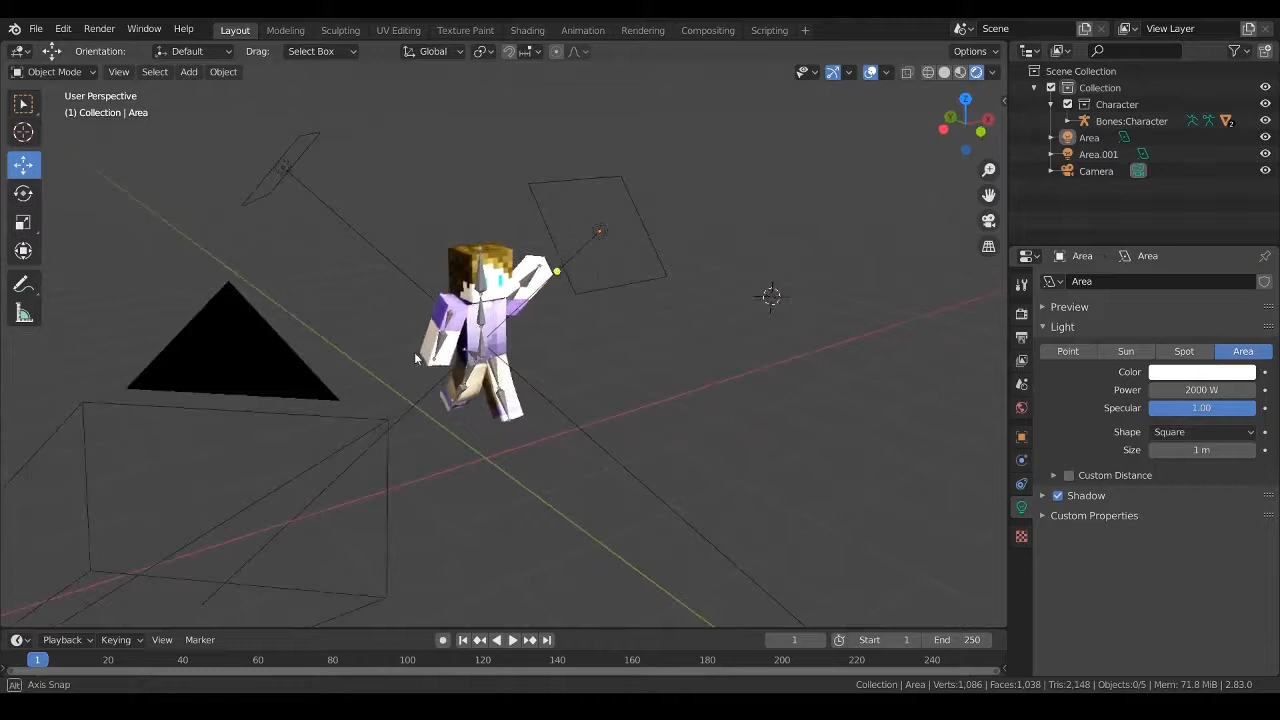 File Edit Render Window Help Layout Modeling Sculpting UV Editing Texture Paint Shading Animation Rendering Compositing Scripting + Scene View Layer
Orientation: Default Drag: Select Box Global Options
Object Mode View Select Add Object
User Perspective
(1) Collection | Area
Z
Y
X
Scene Collection
Collection
Character
Bones:Character 2
Area
Area.001
Camera
Area Area
Area
Preview
Light
Point Sun Spot Area
Color
Power 2000 W
Specular 1.00
Shape Square
Size 1 m
Custom Distance
Shadow
Custom Properties
Playback Keying View Marker 1 Start 1 End 250
1 20 40 60 80 100 120 140 160 180 200 220 240
Alt Axis Snap Collection | Area | Verts:1,086 | Faces:1,038 | Tris:2,148 | Objects:0/5 | Mem: 71.8 MiB | 2.83.0